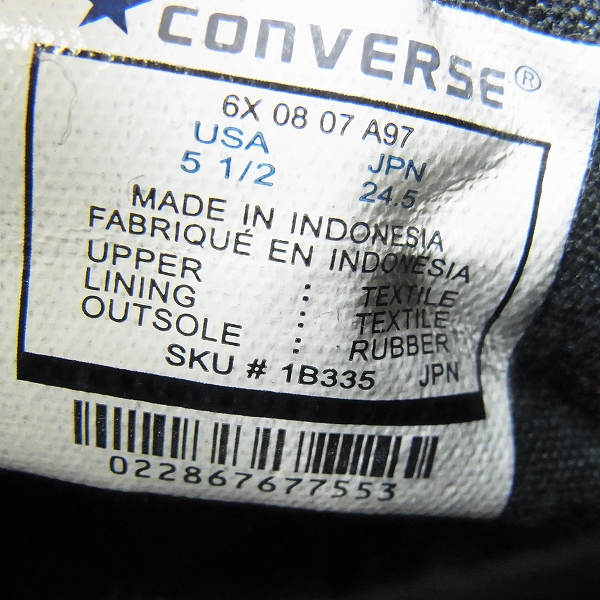 CONVERSE®
6X 08 07 A97
USA JPN
5 1/2 24.5
MADE IN INDONESIA
FABRIQUÉ EN INDONÉSIA
UPPER : TEXTILE
LINING : TEXTILE
OUTSOLE : RUBBER
SKU # 1B335 JPN
022867677553